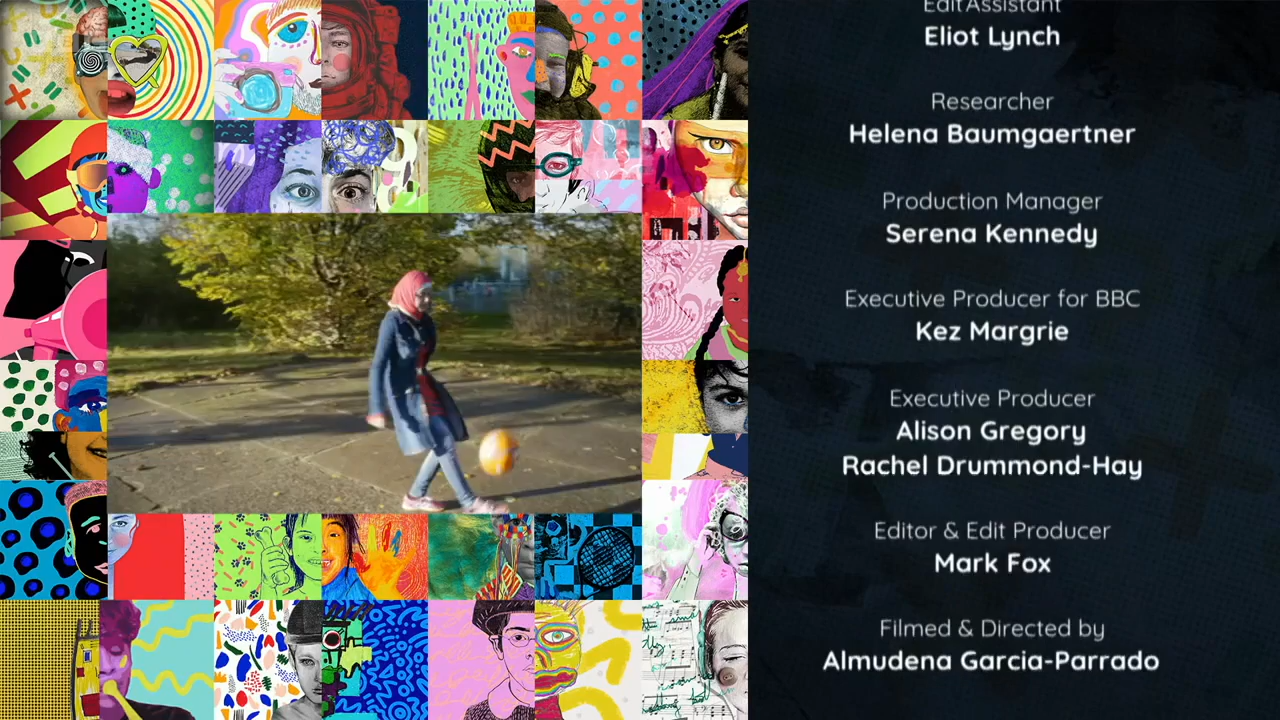 Edit Assistant
Eliot Lynch
Researcher
Helena Baumgaertner
Production Manager
Serena Kennedy
Executive Producer for BBC
Kez Margrie
Executive Producer
Alison Gregory
Rachel Drummond-Hay
Editor & Edit Producer
Mark Fox
Filmed & Directed by
Almudena Garcia-Parrado